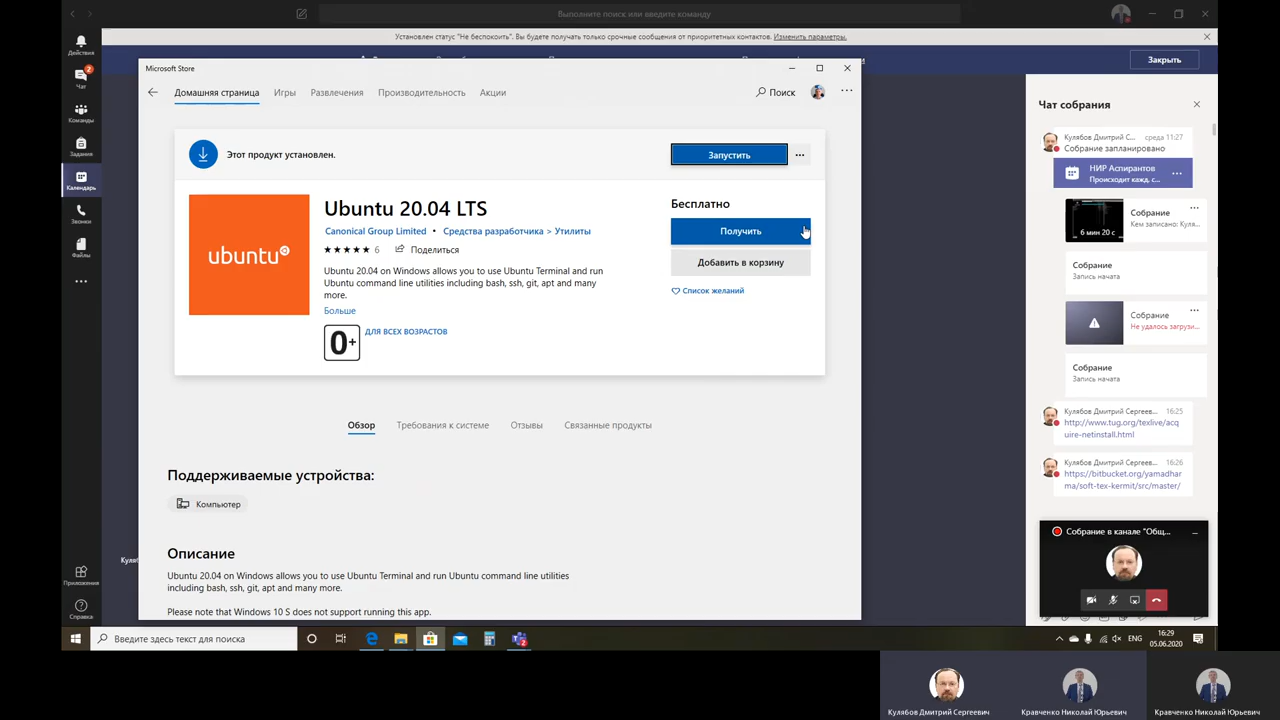 Выполните поиск или введите команду
Установлен статус "Не беспокоить". Вы будете получать только срочные сообщения от приоритетных контактов. Изменить параметры.
Закрыть
Действия
Чат
2
Команды
Задания
Календарь
Звонки
Файлы
Приложения
Справка
Microsoft Store
Домашняя страница
Игры
Развлечения
Производительность
Акции
Поиск
Этот продукт установлен.
Запустить
ubuntu
Ubuntu 20.04 LTS
Canonical Group Limited • Средства разработчика > Утилиты
6
Поделиться
Ubuntu 20.04 on Windows allows you to use Ubuntu Terminal and run
Ubuntu command line utilities including bash, ssh, git, apt and many
more.
Больше
0+
ДЛЯ ВСЕХ ВОЗРАСТОВ
Бесплатно
Получить
Добавить в корзину
Список желаний
Обзор
Требования к системе
Отзывы
Связанные продукты
Поддерживаемые устройства:
Компьютер
Описание
Ubuntu 20.04 on Windows allows you to use Ubuntu Terminal and run Ubuntu command line utilities
including bash, ssh, git, apt and many more.
Please note that Windows 10 S does not support running this app.
Куля
Чат собрания
Кулябов Дмитрий С... среда 11:27
Собрание запланировано
НИР Аспирантов
Происходит кажд. с...
Собрание
Кем записано: Куля...
6 мин 20 с
Собрание
Запись начата
Собрание
Не удалось загрузи...
Собрание
Запись начата
Кулябов Дмитрий Сергеев... 16:25
http://www.tug.org/texlive/acq
uire-netinstall.html
Кулябов Дмитрий Сергеев... 16:26
https://bitbucket.org/yamadhar
ma/soft-tex-kermit/src/master/
Собрание в канале "Общ...
Введите здесь текст для поиска
ENG
16:29
05.06.2020
Кулябов Дмитрий Сергеевич
Кравченко Николай Юрьевич
Кравченко Николай Юрьевич